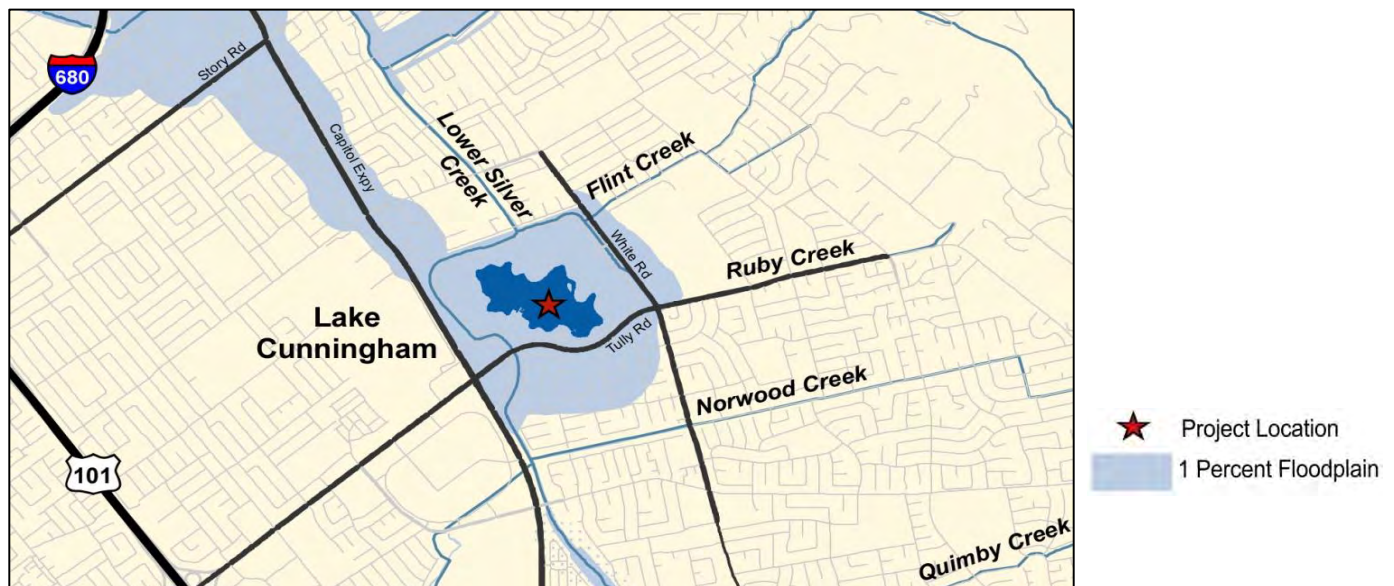 680
Story Rd
Capitol Expy
Lower Silver
Creek
Flint Creek
White Rd
Ruby Creek
Lake
Cunningham
Tully Rd
Norwood Creek
101
Quimby Creek
Project Location
1 Percent Floodplain